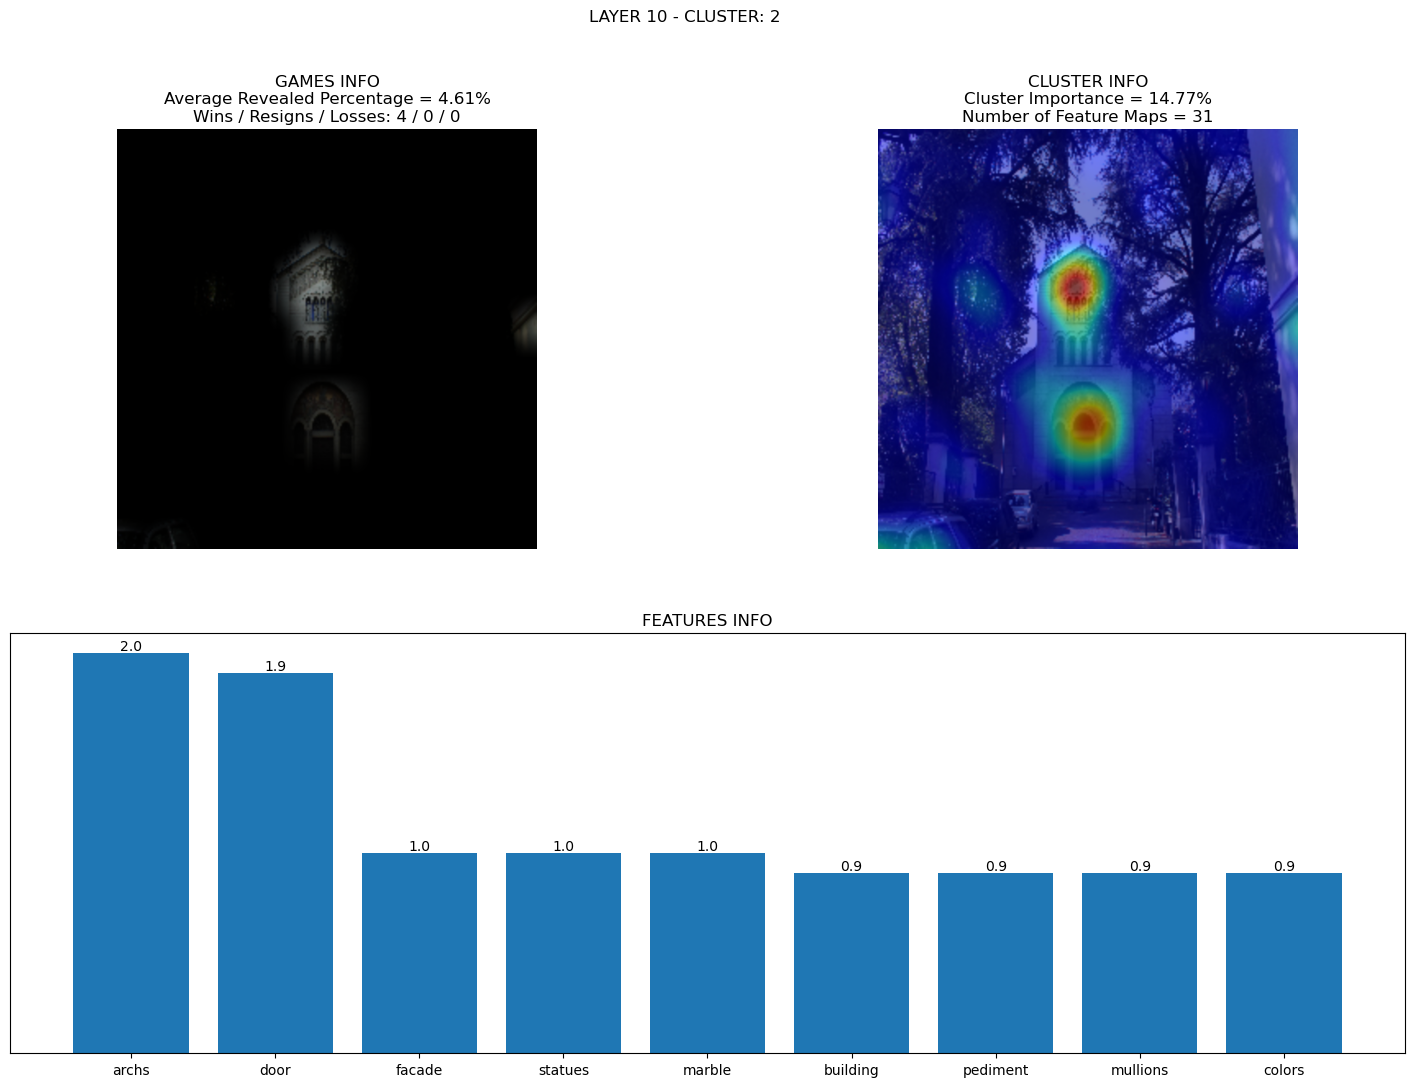 LAYER 10 - CLUSTER: 2
GAMES INFO
Average Revealed Percentage = 4.61%
Wins / Resigns / Losses: 4 / 0 / 0
CLUSTER INFO
Cluster Importance = 14.77%
Number of Feature Maps = 31
FEATURES INFO
2.0
1.9
1.0
1.0
1.0
0.9
0.9
0.9
0.9
archs
door
facade
statues
marble
building
pediment
mullions
colors